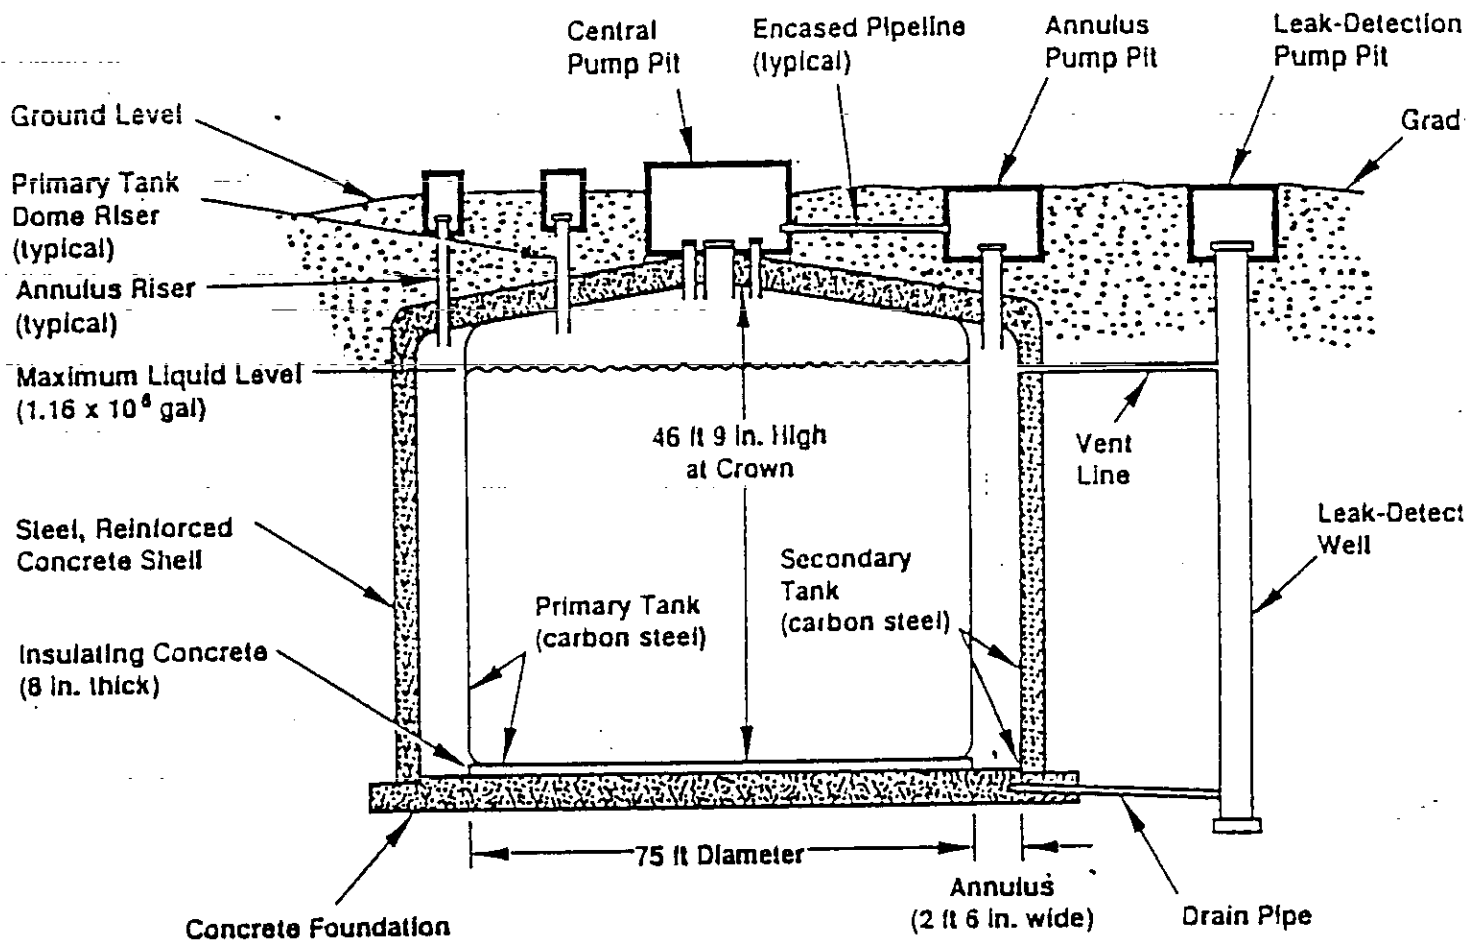 Central
Pump Pit
Encased Pipeline
(typical)
Annulus
Pump Pit
Leak-Detection
Pump Pit
Ground Level
Grad
Primary Tank
Dome Riser
(typical)
Annulus Riser
(typical)
Maximum Liquid Level
(1.16 x 10⁶ gal)
46 ft 9 in. High
at Crown
Vent
Line
Steel, Reinforced
Concrete Shell
Leak-Detect
Well
Secondary
Tank
(carbon steel)
Primary Tank
(carbon steel)
Insulating Concrete
(8 in. thick)
75 ft Diameter
Annulus
(2 ft 6 in. wide)
Drain Pipe
Concrete Foundation